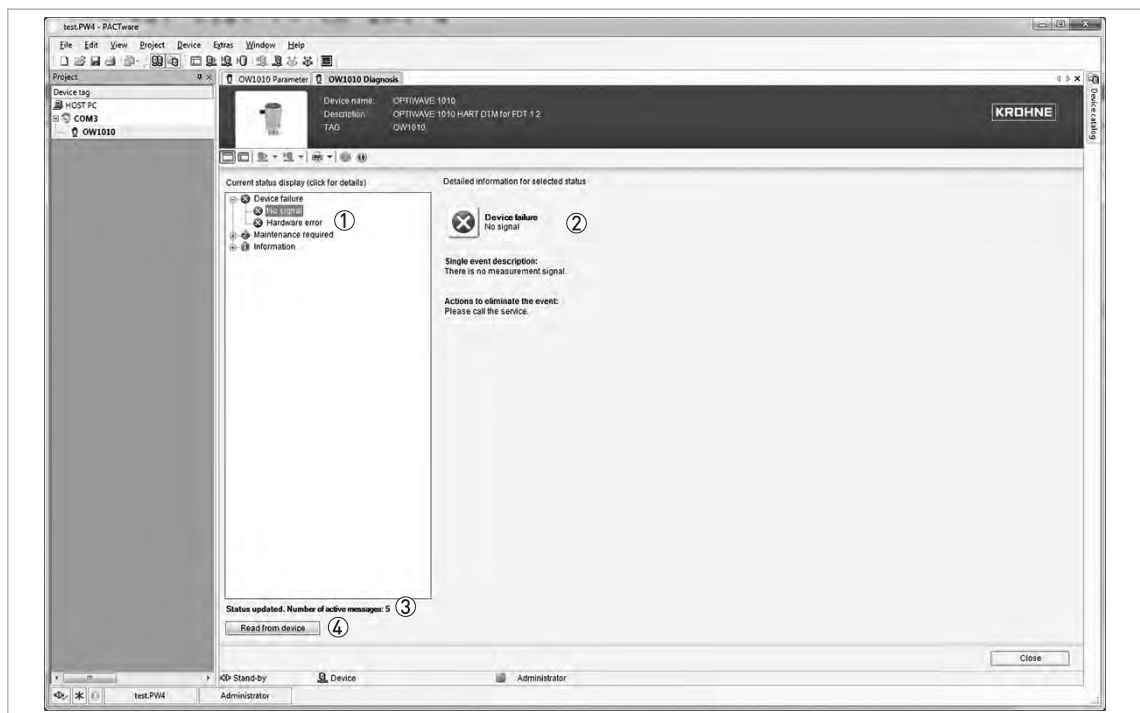 test.PW4 - PACTware
File Edit View Project Device Extras Window Help
Project
Device tag
HOST PC
COM3
OW1010
OW1010 Parameter OW1010 Diagnosis
Device name: OPTIWAVE 1010
Description: OPTIWAVE 1010 HART DTM for FDT 1.2
TAG OW1010
KROHNE
Device catalog
Current status display (click for details)
Device failure
No signal
Hardware error ①
Maintenance required
Information
Detailed information for selected status
Device failure
No signal ②
Single event description:
There is no measurement signal.
Actions to eliminate the event:
Please call the service.
Status updated. Number of active messages: 5 ③
Read from device ④
Close
Stand-by Device Administrator
test.PW4 Administrator